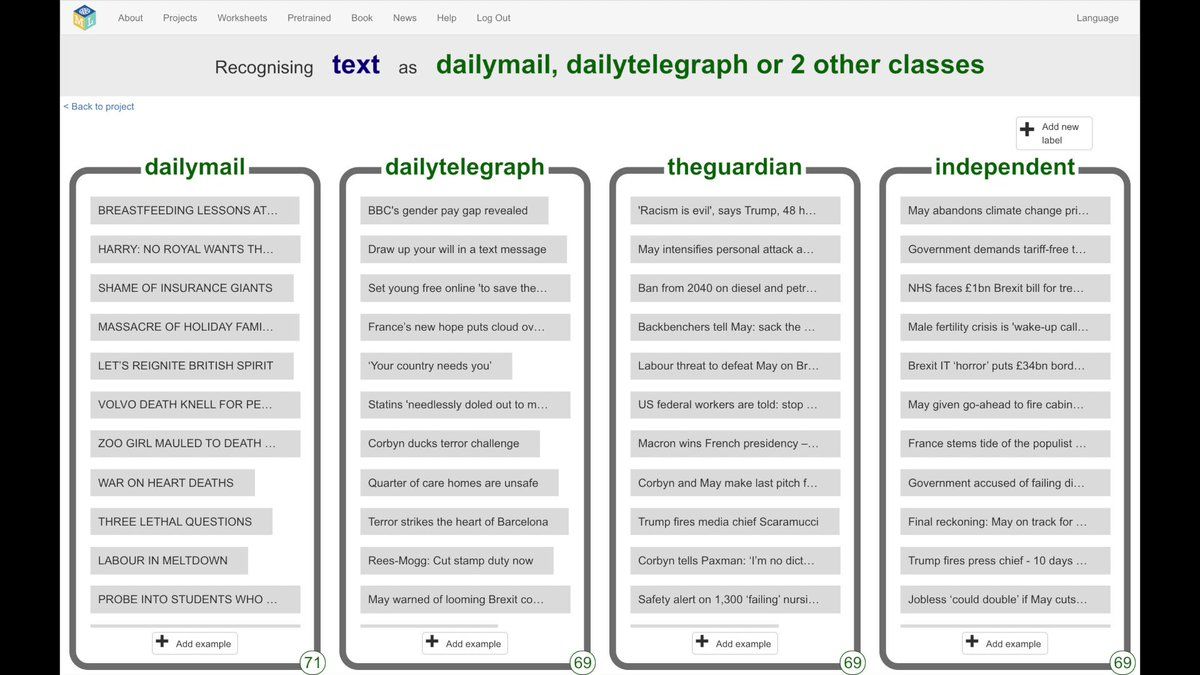 About Projects Worksheets Pretrained Book News Help Log Out Language
Recognising text as dailymail, dailytelegraph or 2 other classes
< Back to project
Add new
label
dailymail
BREASTFEEDING LESSONS AT...
HARRY: NO ROYAL WANTS TH...
SHAME OF INSURANCE GIANTS
MASSACRE OF HOLIDAY FAMI...
LET’S REIGNITE BRITISH SPIRIT
VOLVO DEATH KNELL FOR PE...
ZOO GIRL MAULED TO DEATH ...
WAR ON HEART DEATHS
THREE LETHAL QUESTIONS
LABOUR IN MELTDOWN
PROBE INTO STUDENTS WHO ...
Add example
71
dailytelegraph
BBC's gender pay gap revealed
Draw up your will in a text message
Set young free online 'to save the...
France’s new hope puts cloud ov...
‘Your country needs you’
Statins 'needlessly doled out to m...
Corbyn ducks terror challenge
Quarter of care homes are unsafe
Terror strikes the heart of Barcelona
Rees-Mogg: Cut stamp duty now
May warned of looming Brexit co...
Add example
69
theguardian
'Racism is evil', says Trump, 48 h...
May intensifies personal attack a...
Ban from 2040 on diesel and petr...
Backbenchers tell May: sack the ...
Labour threat to defeat May on Br...
US federal workers are told: stop ...
Macron wins French presidency –...
Corbyn and May make last pitch f...
Trump fires media chief Scaramucci
Corbyn tells Paxman: ‘I’m no dict...
Safety alert on 1,300 ‘failing’ nursi...
Add example
69
independent
May abandons climate change pri...
Government demands tariff-free t...
NHS faces £1bn Brexit bill for tre...
Male fertility crisis is 'wake-up call...
Brexit IT ‘horror’ puts £34bn bord...
May given go-ahead to fire cabin...
France stems tide of the populist ...
Government accused of failing di...
Final reckoning: May on track for ...
Trump fires press chief - 10 days ...
Jobless ‘could double’ if May cuts...
Add example
69